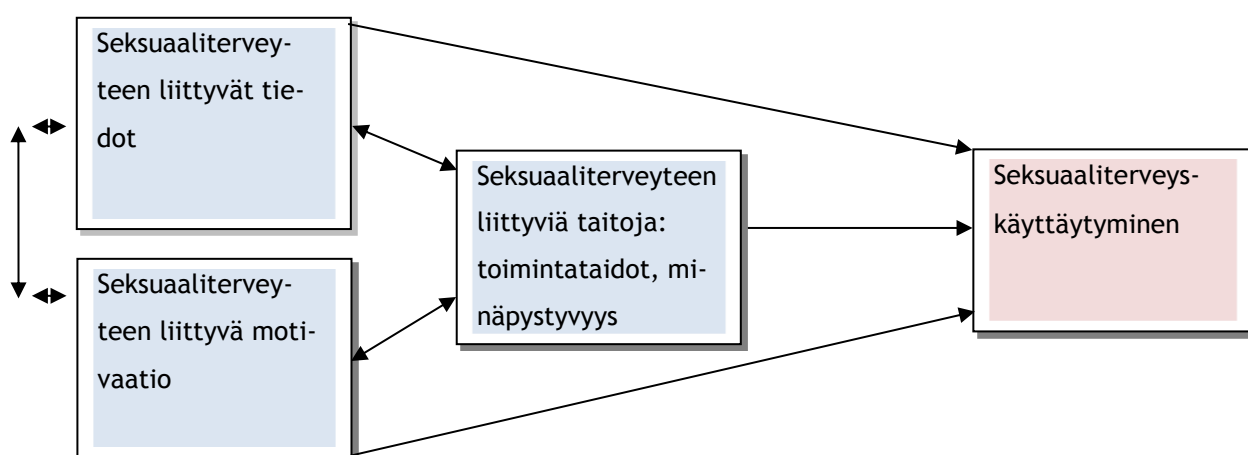 Seksuaalitervey-
teen liittyvät tie-
dot
Seksuaalitervey-
teen liittyvä moti-
vaatio
Seksuaaliterveyteen
liittyviä taitoja:
toimintataidot, mi-
näpystyvyys
Seksuaaliterveys-
käyttäytyminen